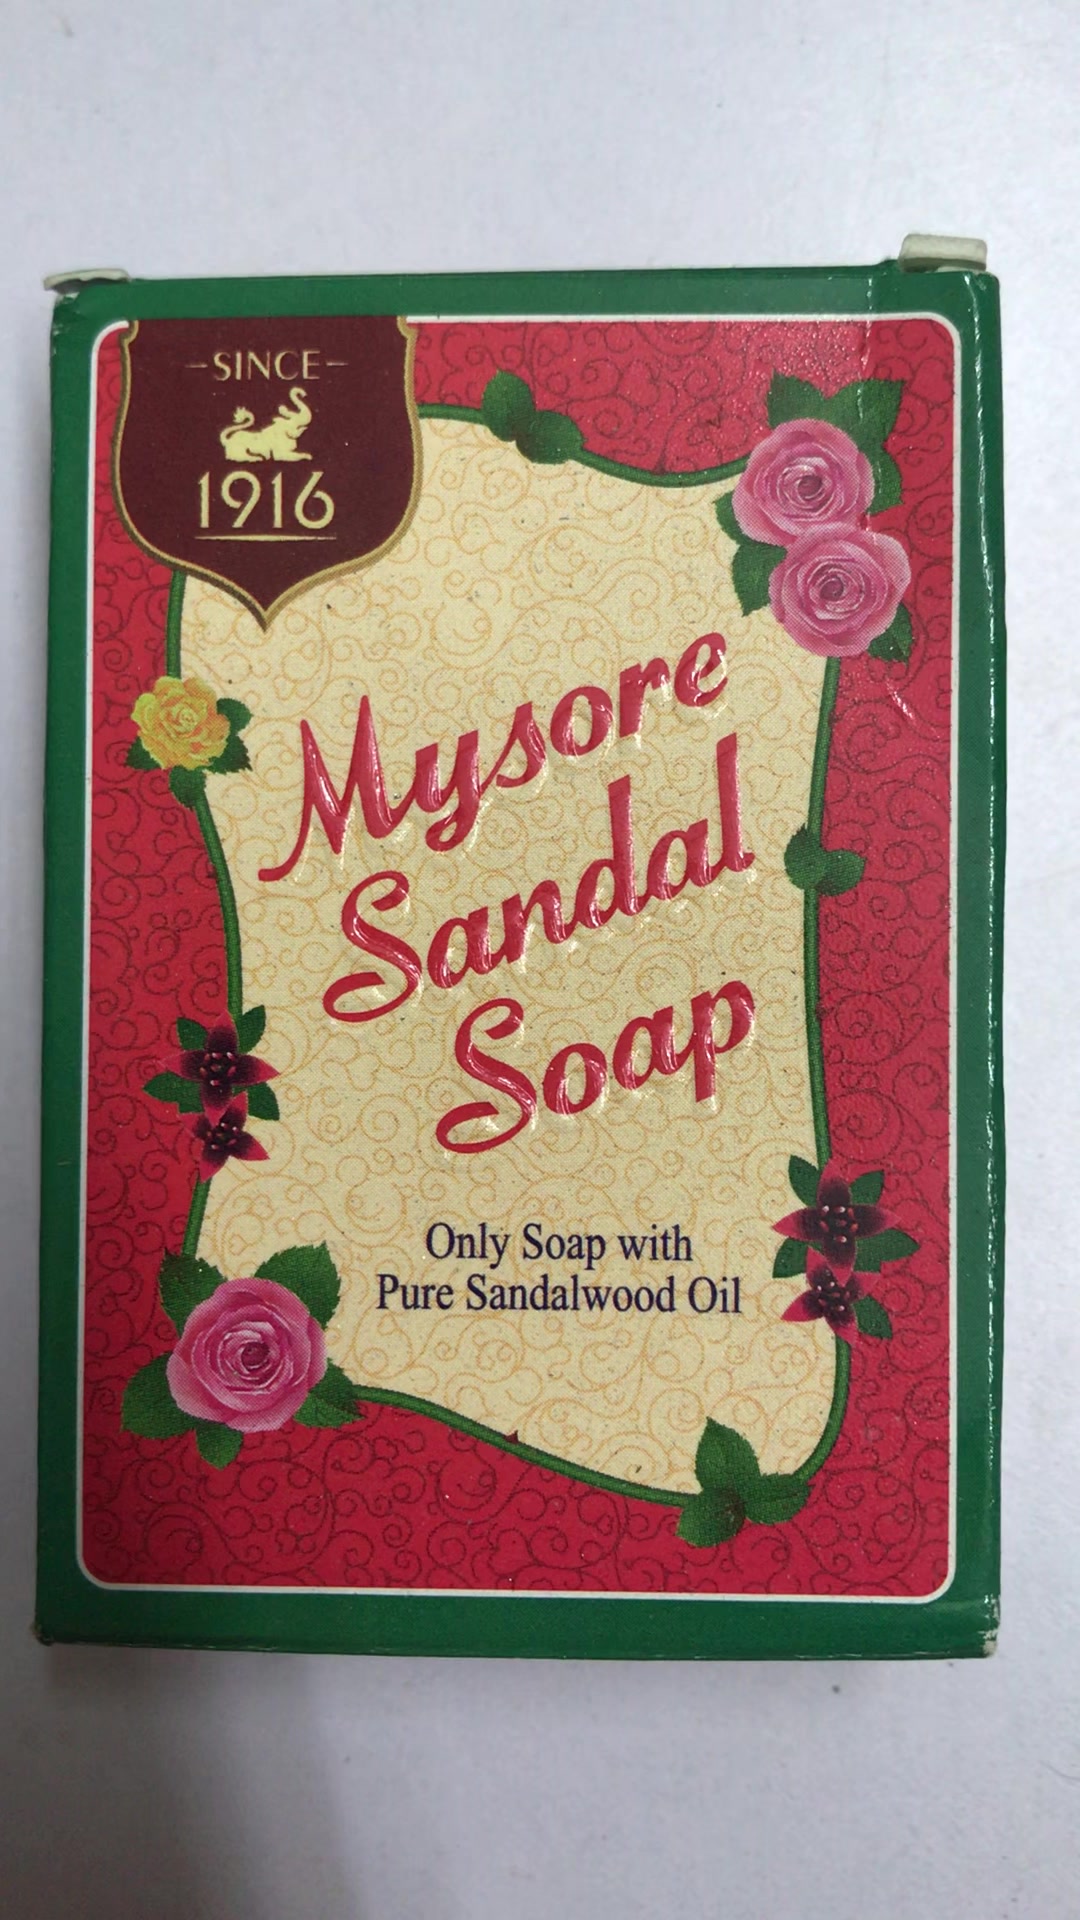 -SINCE-
1916
Mysore
Sandal
Soap
Only Soap with
Pure Sandalwood Oil